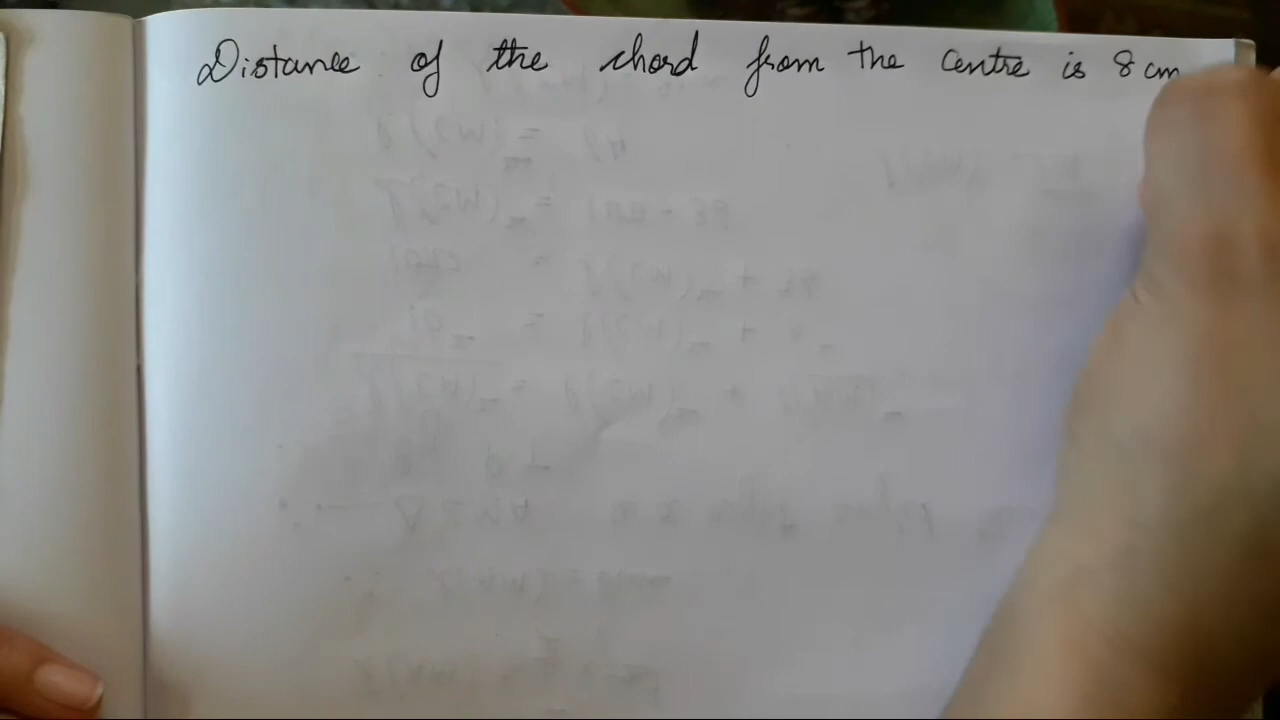 Distance of the chord from the centre is 8 cm